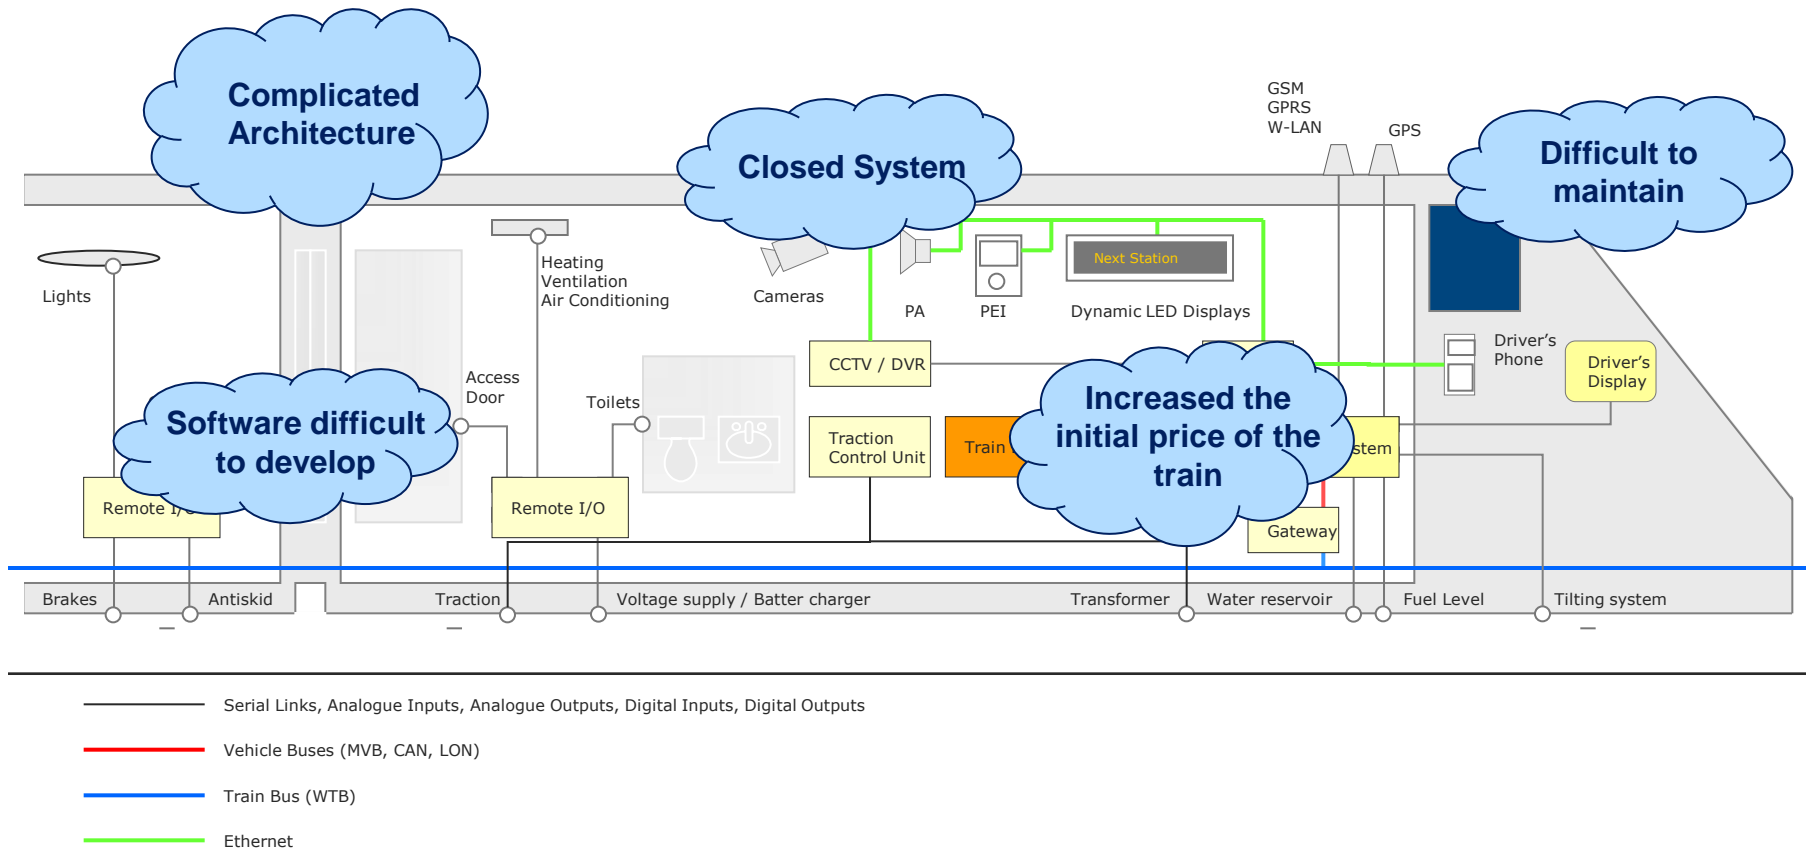 Complicated
Architecture
GSM
GPRS
W-LAN
GPS
Closed System
Difficult to
maintain
Next Station
Heating
Ventilation
Air Conditioning
Lights
Cameras
PA
PEI
Dynamic LED Displays
Driver's
Phone
Driver's
Display
CCTV / DVR
Access
Door
Toilets
Software difficult
to develop
Increased the
initial price of the
train
Traction
Control Unit
Train
stem
Remote I/O
Remote I/O
Gateway
Brakes
Antiskid
Traction
Voltage supply / Batter charger
Transformer
Water reservoir
Fuel Level
Tilting system
Serial Links, Analogue Inputs, Analogue Outputs, Digital Inputs, Digital Outputs
Vehicle Buses (MVB, CAN, LON)
Train Bus (WTB)
Ethernet